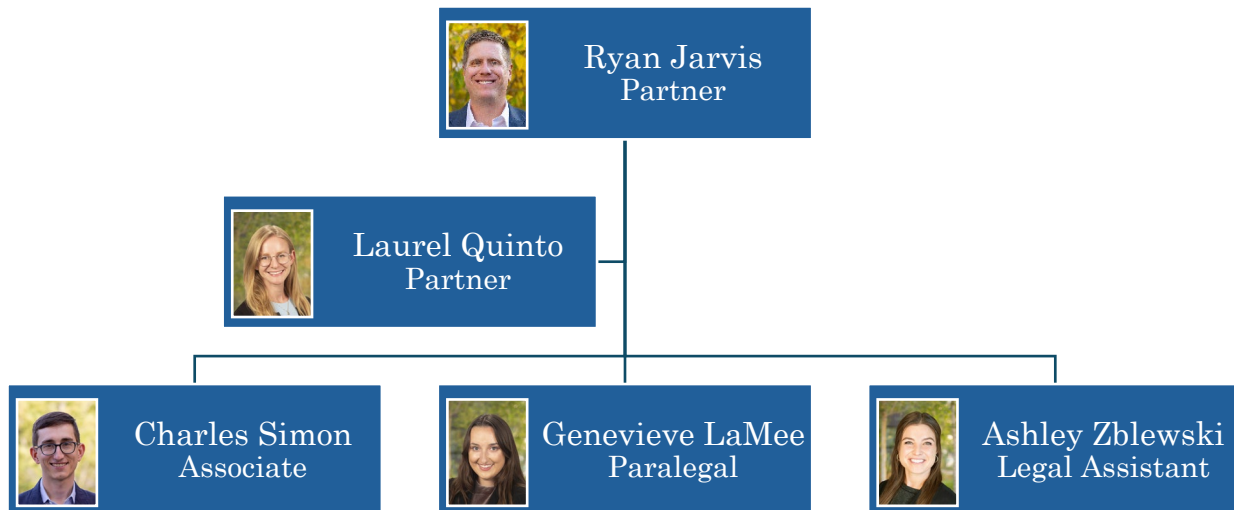 Ryan Jarvis
Partner
Laurel Quinto
Partner
Charles Simon
Associate
Genevieve LaMee
Paralegal
Ashley Zblewski
Legal Assistant